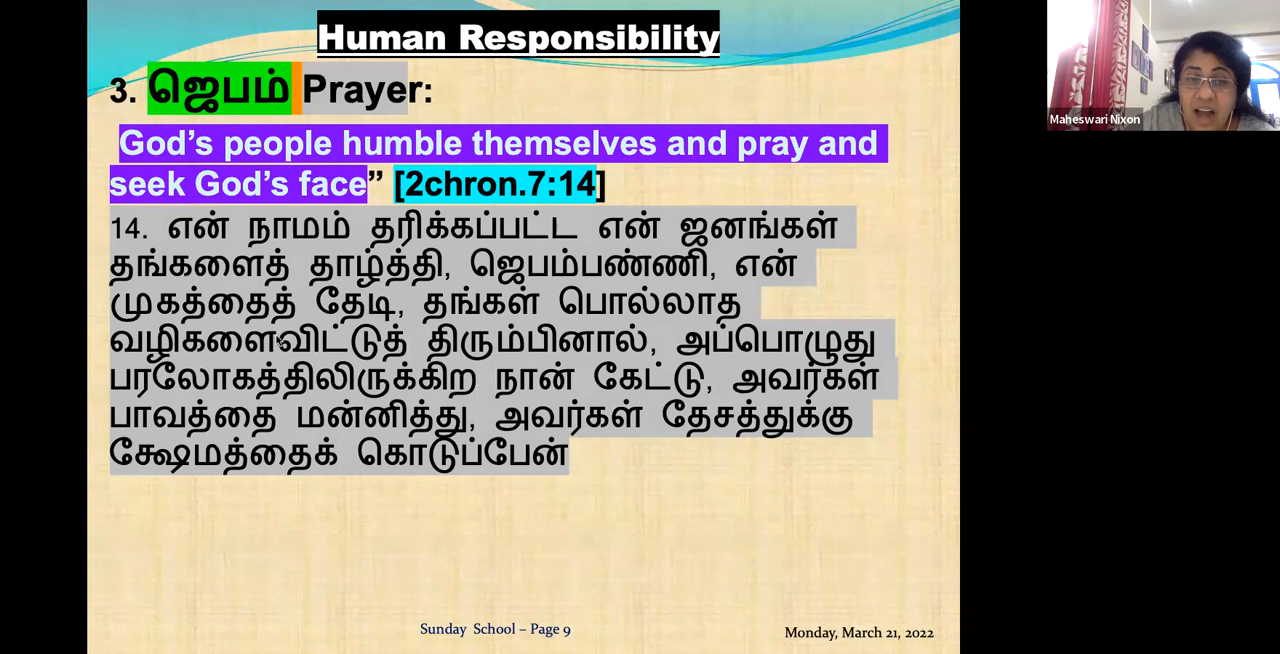 Human Responsibility
Maheswari Nixon
3. ஜெபம் Prayer:
God’s people humble themselves and pray and
seek God’s face” [2chron.7:14]
14. என் நாமம் தரிக்கப்பட்ட என் ஜனங்கள்
தங்களைத் தாழ்த்தி, ஜெபம்பண்ணி, என்
முகத்தைத் தேடி, தங்கள் பொல்லாத
வழிகளைவிட்டுத் திரும்பினால், அப்பொழுது
பரலோகத்திலிருக்கிற நான் கேட்டு, அவர்கள்
பாவத்தை மன்னித்து, அவர்கள் தேசத்துக்கு
க்ஷேமத்தைக் கொடுப்பேன்
Sunday School – Page 9
Monday, March 21, 2022